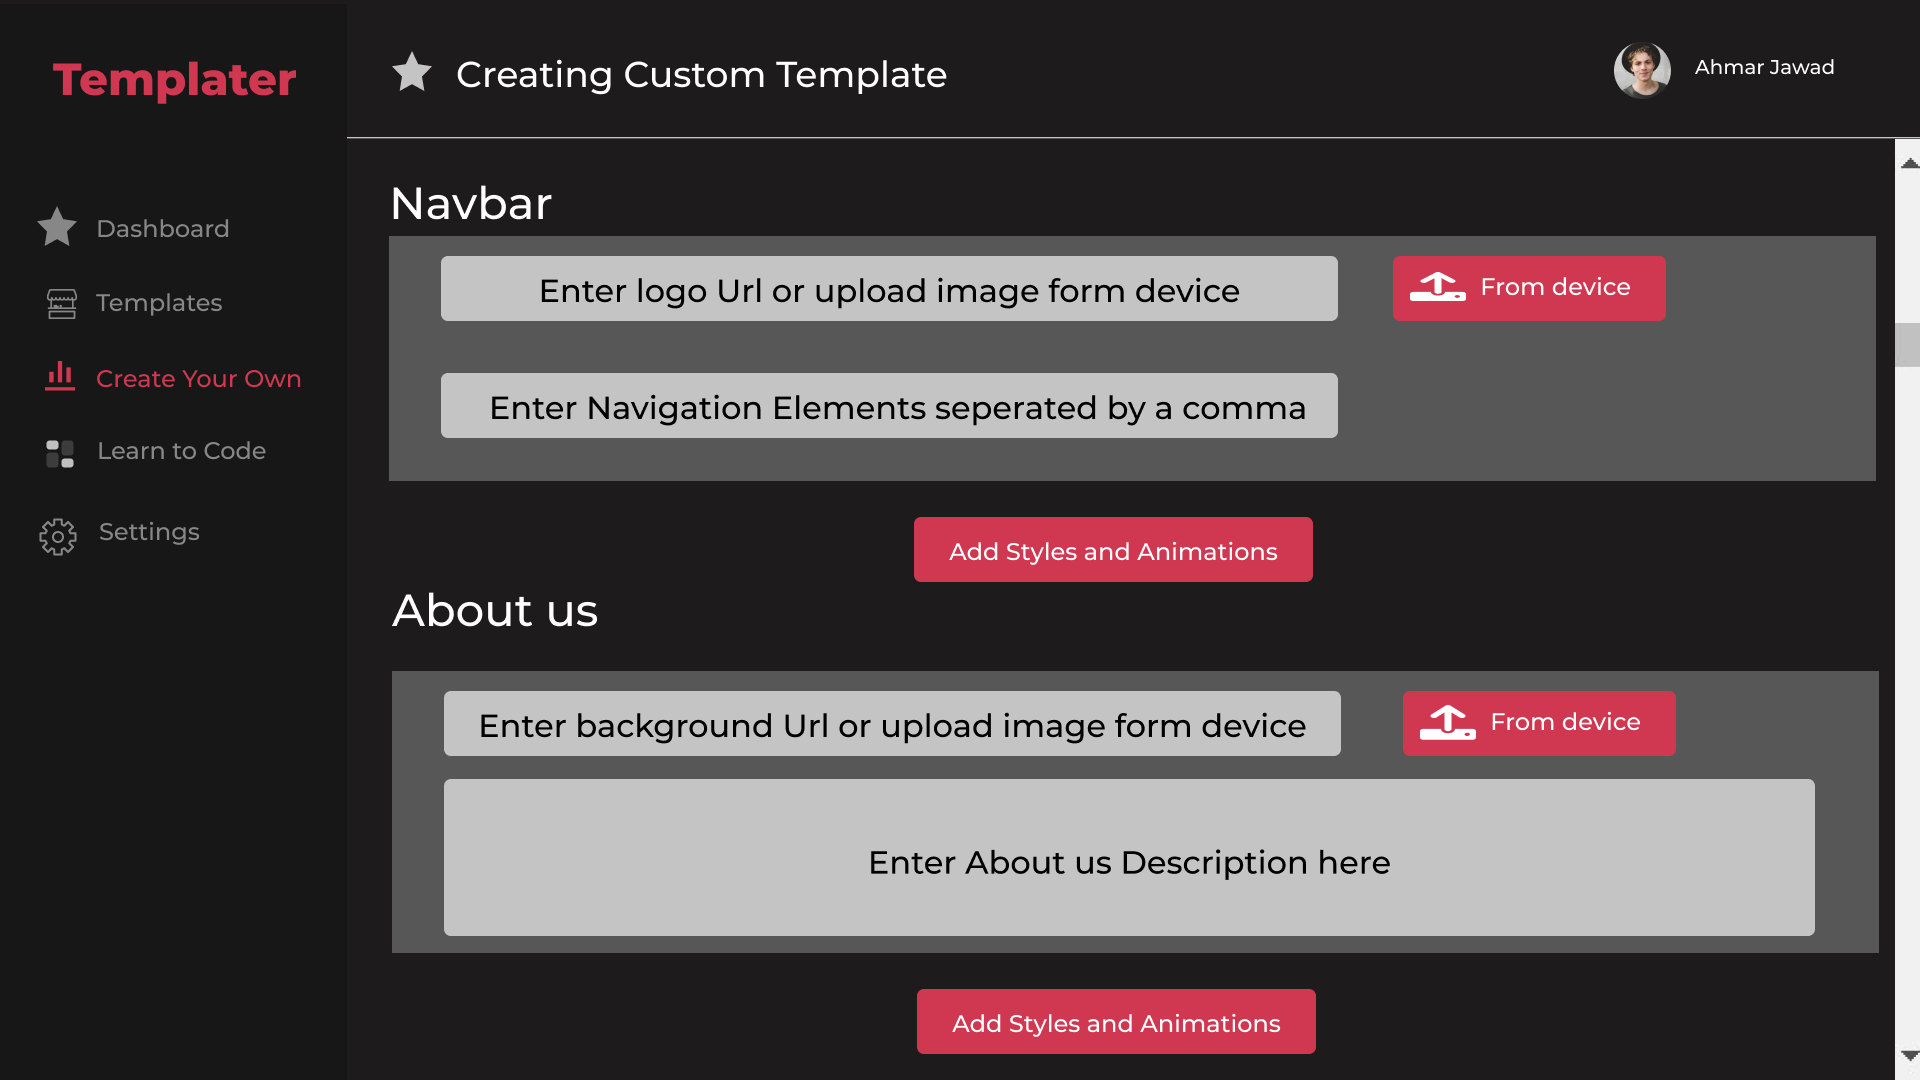 Templater
Creating Custom Template
Ahmar Jawad
Dashboard
Templates
Create Your Own
Learn to Code
Settings
Navbar
Enter logo Url or upload image form device
From device
Enter Navigation Elements seperated by a comma
Add Styles and Animations
About us
Enter background Url or upload image form device
From device
Enter About us Description here
Add Styles and Animations